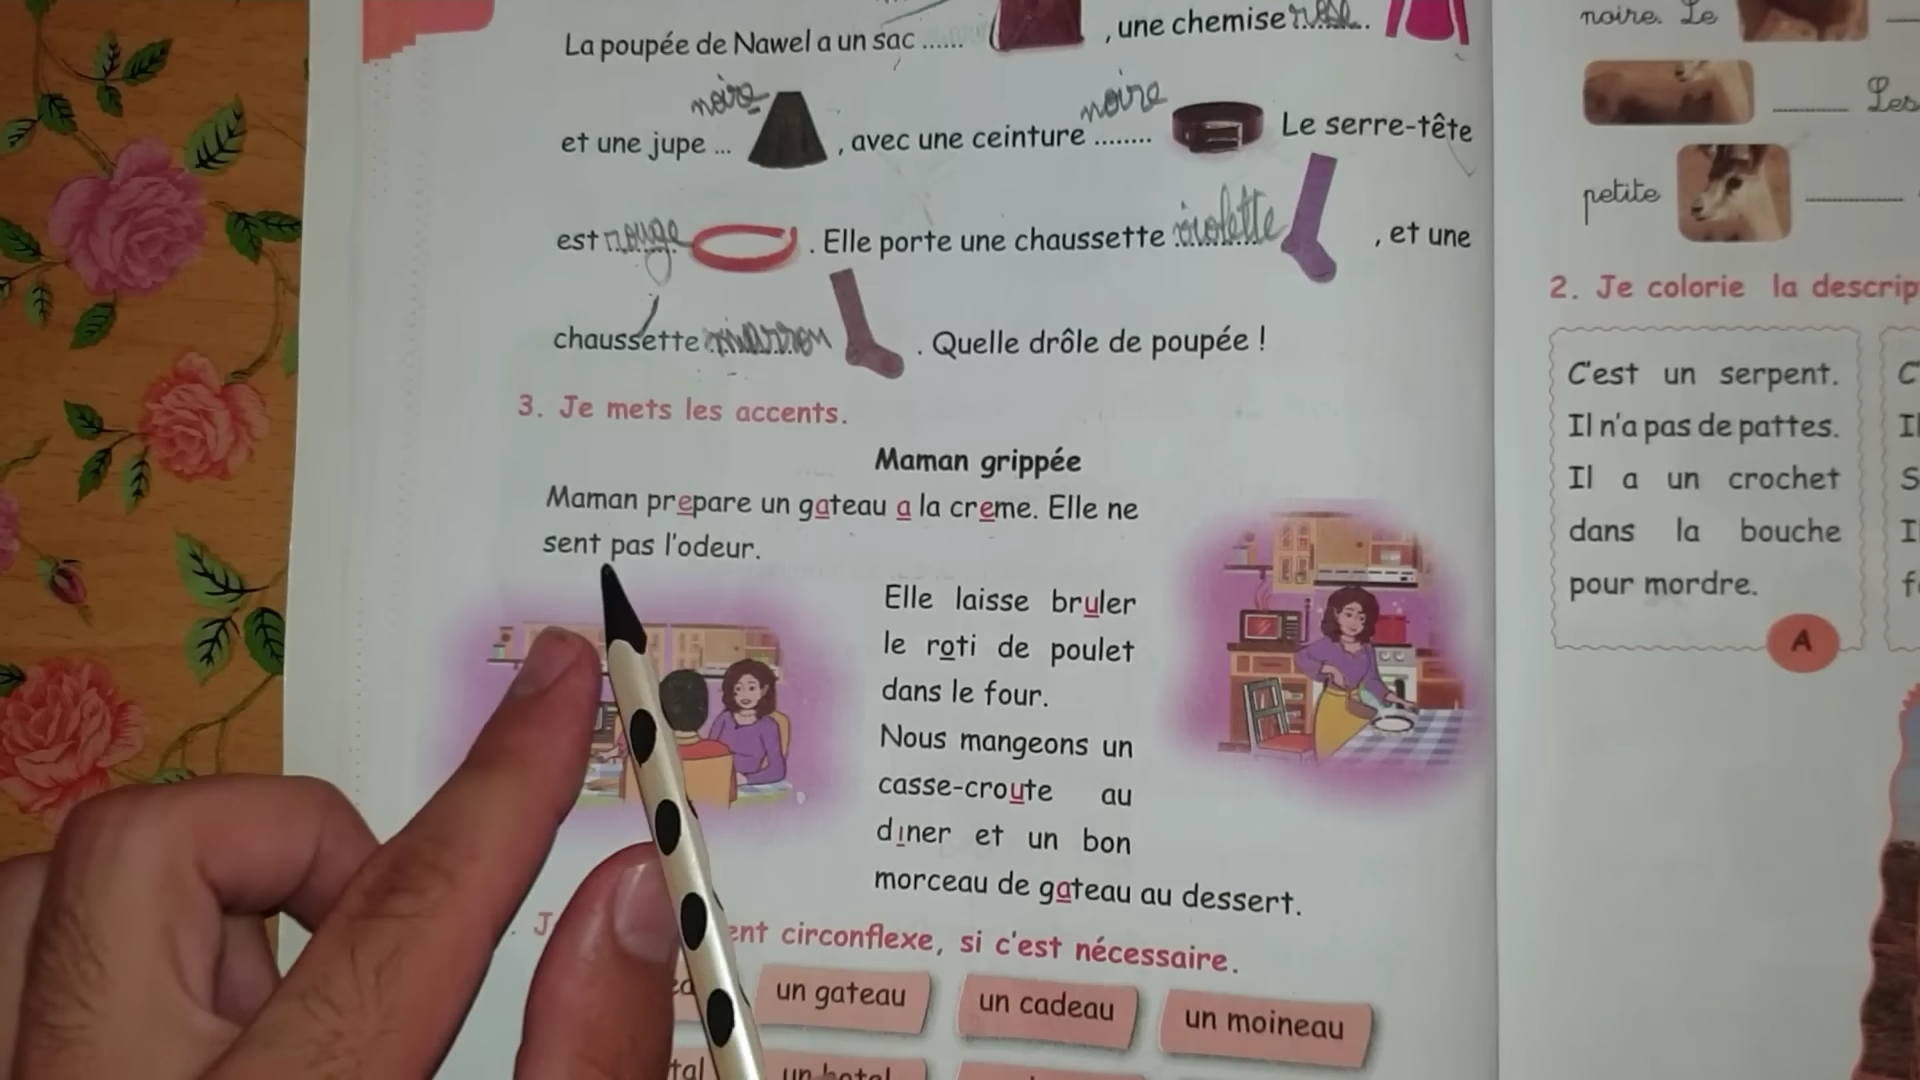 La poupée de Nawel a un sac ......
, une chemise rose.
noire
noire
et une jupe ...
, avec une ceinture ........
Le serre-tête
est rouge
. Elle porte une chaussette violette
, et une
chaussette marron
. Quelle drôle de poupée !
3. Je mets les accents.
Maman grippée
Maman prepare un gateau a la creme. Elle ne
sent pas l'odeur.
Elle laisse bruler
le roti de poulet
dans le four.
Nous mangeons un
casse-croute au
dıner et un bon
morceau de gateau au dessert.
circonflexe, si c'est nécessaire.
un gateau
un cadeau
un moineau
noire. Le
Les
petite
2. Je colorie la descrip
C'est un serpent.
Il n'a pas de pattes.
Il a un crochet
dans la bouche
pour mordre.
A